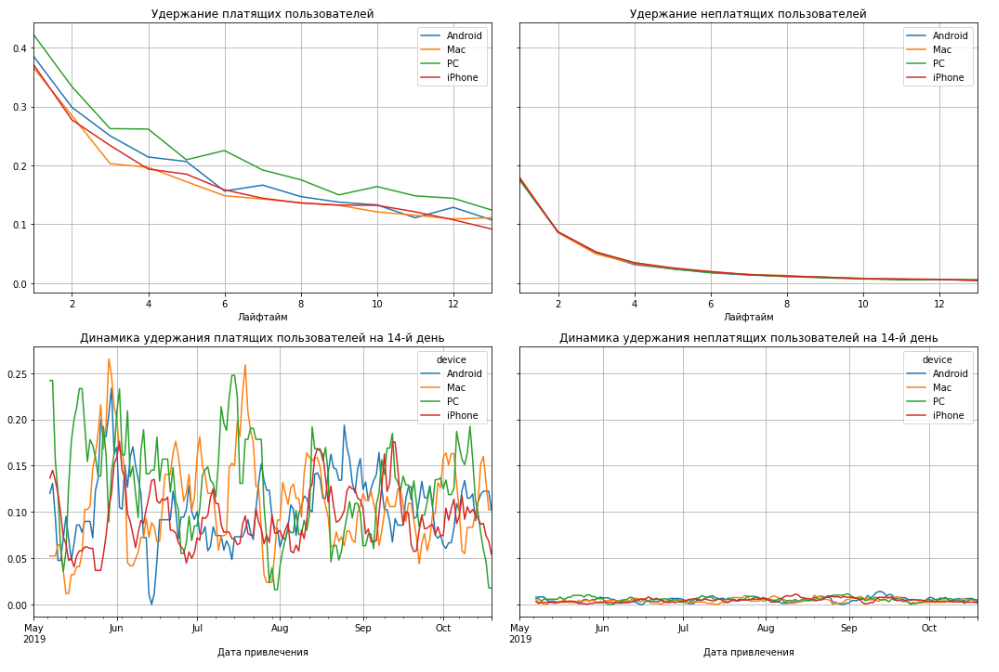 Удержание платящих пользователей
0.4
0.3
0.2
0.1
0.0
2 4 6 8 10 12
Лайфтайм
Android
Mac
PC
iPhone
Удержание неплатящих пользователей
2 4 6 8 10 12
Лайфтайм
Android
Mac
PC
iPhone
Динамика удержания платящих пользователей на 14-й день
0.25
0.20
0.15
0.10
0.05
0.00
May Jun Jul Aug Sep Oct
2019
Дата привлечения
device
Android
Mac
PC
iPhone
Динамика удержания неплатящих пользователей на 14-й день
May Jun Jul Aug Sep Oct
2019
Дата привлечения
device
Android
Mac
PC
iPhone